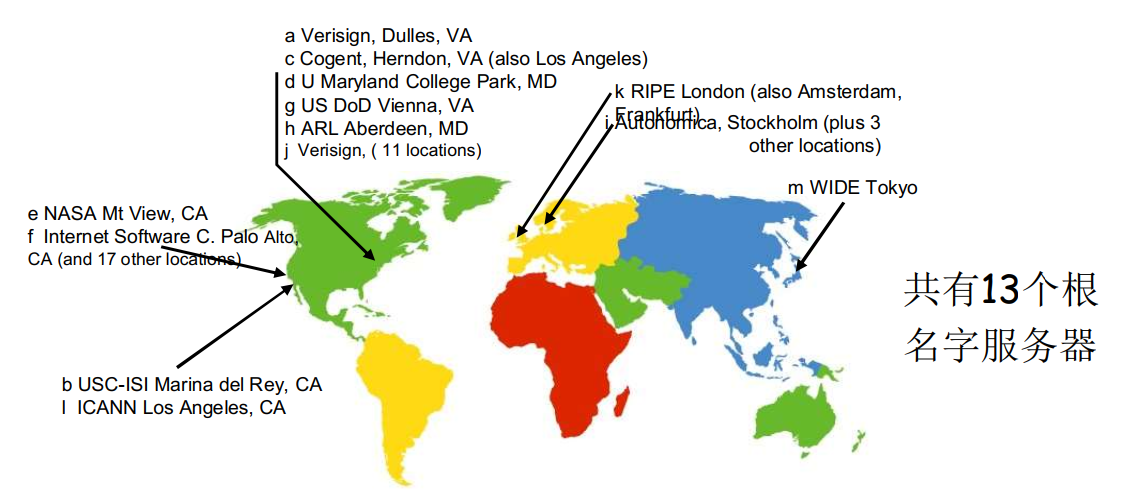 a Verisign, Dulles, VA
c Cogent, Herndon, VA (also Los Angeles)
d U Maryland College Park, MD
g US DoD Vienna, VA
h ARL Aberdeen, MD
j Verisign, ( 11 locations)
k RIPE London (also Amsterdam,
Frankfurt)
i Autonomica, Stockholm (plus 3
other locations)
m WIDE Tokyo
e NASA Mt View, CA
f Internet Software C. Palo Alto,
CA (and 17 other locations)
b USC-ISI Marina del Rey, CA
l ICANN Los Angeles, CA
共有13个根
名字服务器